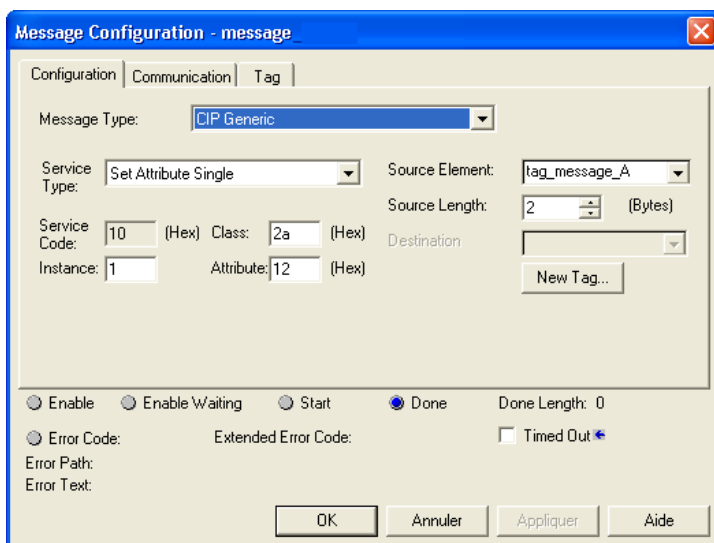 Message Configuration - message_
Configuration Communication Tag
Message Type: CIP Generic
Service Type: Set Attribute Single
Source Element: tag_message_A
Source Length: 2 (Bytes)
Service Code: 10 (Hex) Class: 2a (Hex)
Destination
Instance: 1 Attribute: 12 (Hex)
New Tag...
Enable Enable Waiting Start Done Done Length: 0
Error Code: Extended Error Code: Timed Out
Error Path:
Error Text:
OK Annuler Appliquer Aide